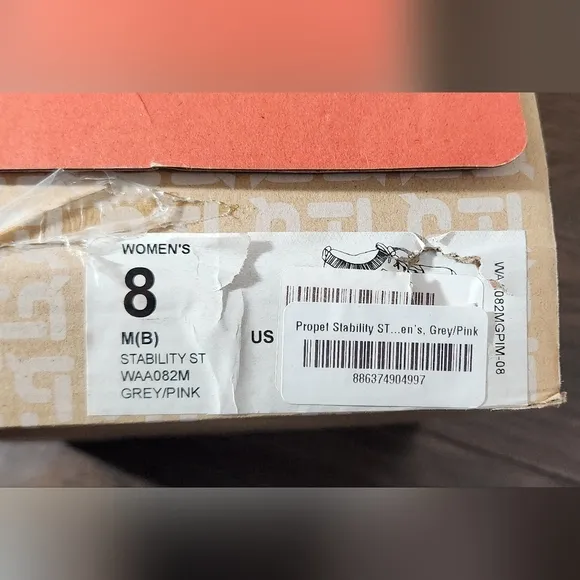 WOMEN'S
8
M(B)
STABILITY ST
WAA082M
GREY/PINK
US
Propet Stability ST...en's, Grey/Pink
886374904997
WAA082MGPIM-08